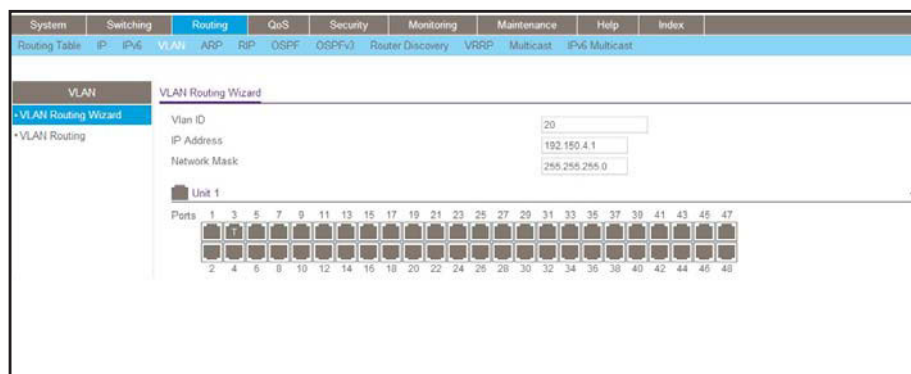 System Switching Routing QoS Security Monitoring Maintenance Help Index
Routing Table IP IPv6 VLAN ARP RIP OSPF OSPFv3 Router Discovery VRRP Multicast IPv6 Multicast
VLAN
• VLAN Routing Wizard
• VLAN Routing
VLAN Routing Wizard
Vlan ID 20
IP Address 192.150.4.1
Network Mask 255.255.255.0
Unit 1
Ports 1 3 5 7 9 11 13 15 17 19 21 23 25 27 29 31 33 35 37 39 41 43 45 47
T
2 4 6 8 10 12 14 16 18 20 22 24 26 28 30 32 34 36 38 40 42 44 46 48